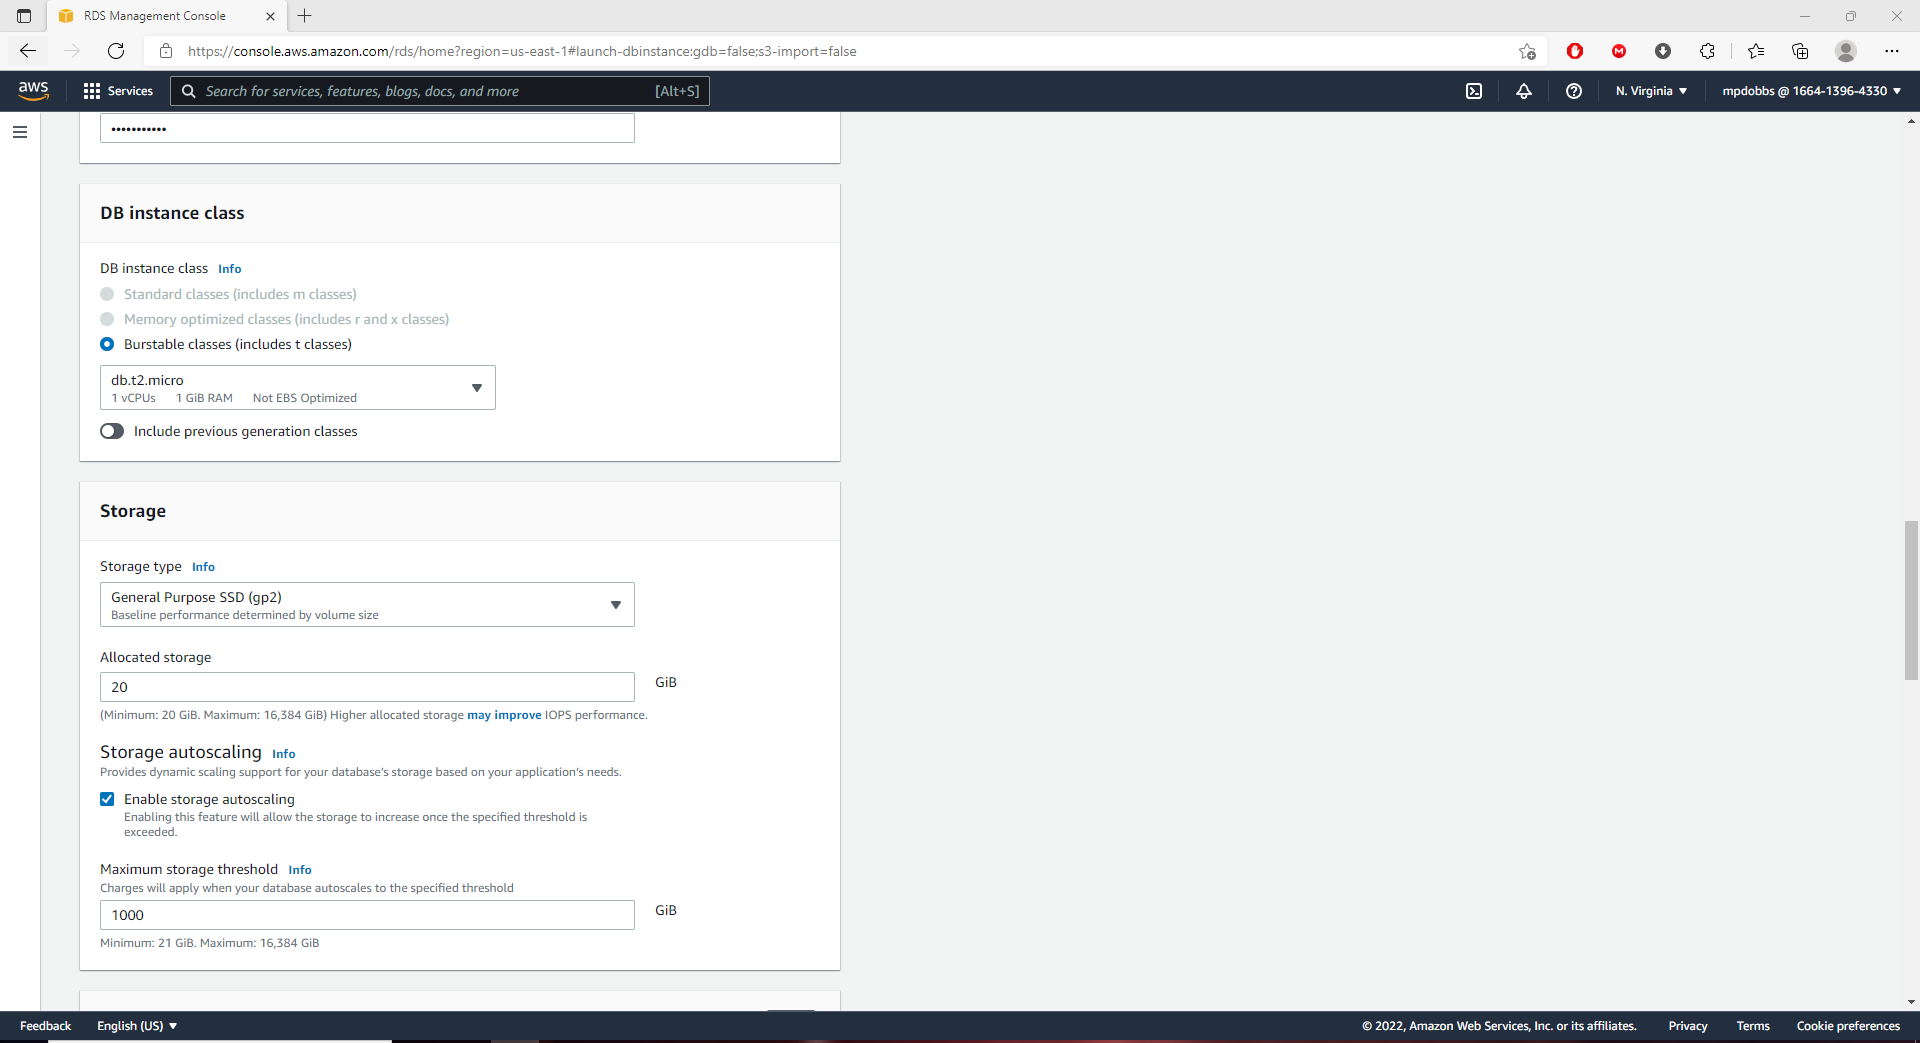 RDS Management Console
https://console.aws.amazon.com/rds/home?region=us-east-1#launch-dbinstance:gdb=false;s3-import=false
aws
Services
Search for services, features, blogs, docs, and more
[Alt+S]
N. Virginia
mpdobbs @ 1664-1396-4330
•••••••••••
DB instance class
DB instance class Info
Standard classes (includes m classes)
Memory optimized classes (includes r and x classes)
Burstable classes (includes t classes)
db.t2.micro
1 vCPUs 1 GiB RAM Not EBS Optimized
Include previous generation classes
Storage
Storage type Info
General Purpose SSD (gp2)
Baseline performance determined by volume size
Allocated storage
20
GiB
(Minimum: 20 GiB. Maximum: 16,384 GiB) Higher allocated storage may improve IOPS performance.
Storage autoscaling Info
Provides dynamic scaling support for your database's storage based on your application's needs.
Enable storage autoscaling
Enabling this feature will allow the storage to increase once the specified threshold is
exceeded.
Maximum storage threshold Info
Charges will apply when your database autoscales to the specified threshold
1000
GiB
Minimum: 21 GiB. Maximum: 16,384 GiB
Feedback
English (US)
© 2022, Amazon Web Services, Inc. or its affiliates.
Privacy
Terms
Cookie preferences